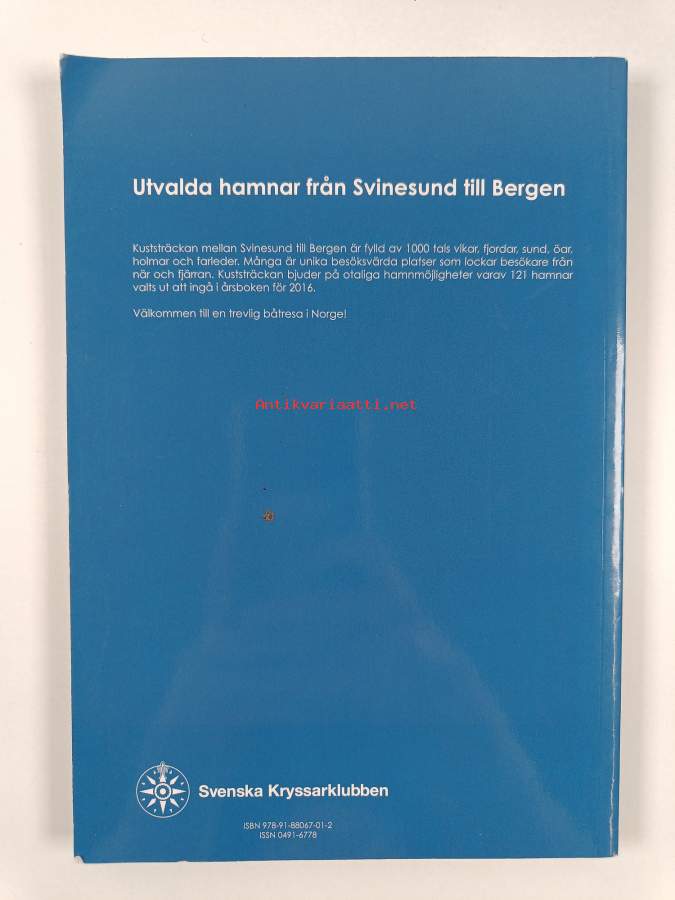 Utvalda hamnar från Svinesund till Bergen
Kuststräckan mellan Svinesund till Bergen är fylld av 1000 tals vikar, fjordar, sund, öar,
holmar och farleder. Många är unika besöksvärda platser som lockar besökare från
när och fjärran. Kuststräckan bjuder på otaliga hamnmöjligheter varav 121 hamnar
valts ut att ingå i årsboken för 2016.
Välkommen till en trevlig båtresa i Norge!
Antikvariaatti.net
Svenska Kryssarklubben
ISBN 978-91-88067-01-2
ISSN 0491-6778